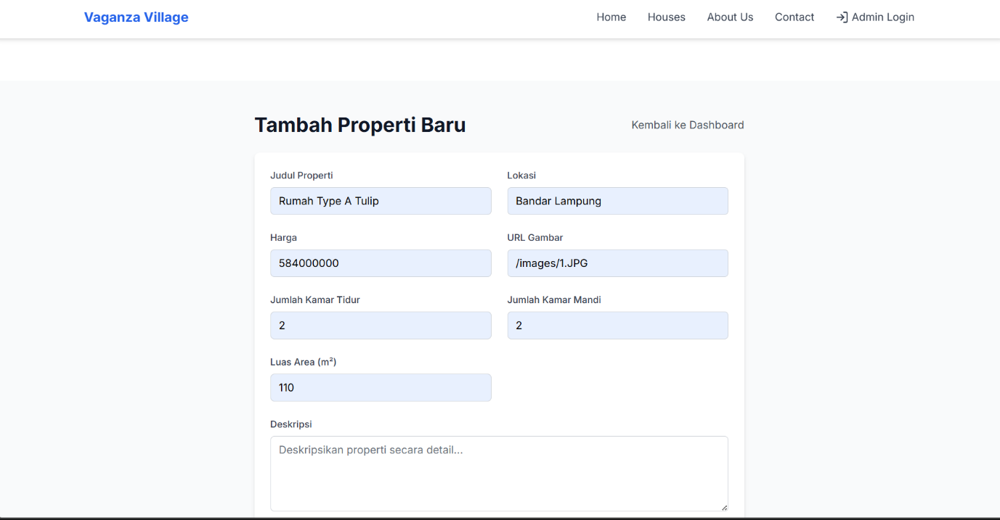 Vaganza Village
Home Houses About Us Contact Admin Login
Tambah Properti Baru
Kembali ke Dashboard
Judul Properti Lokasi
Rumah Type A Tulip Bandar Lampung
Harga URL Gambar
584000000 /images/1.JPG
Jumlah Kamar Tidur Jumlah Kamar Mandi
2 2
Luas Area (m²)
110
Deskripsi
Deskripsikan properti secara detail...